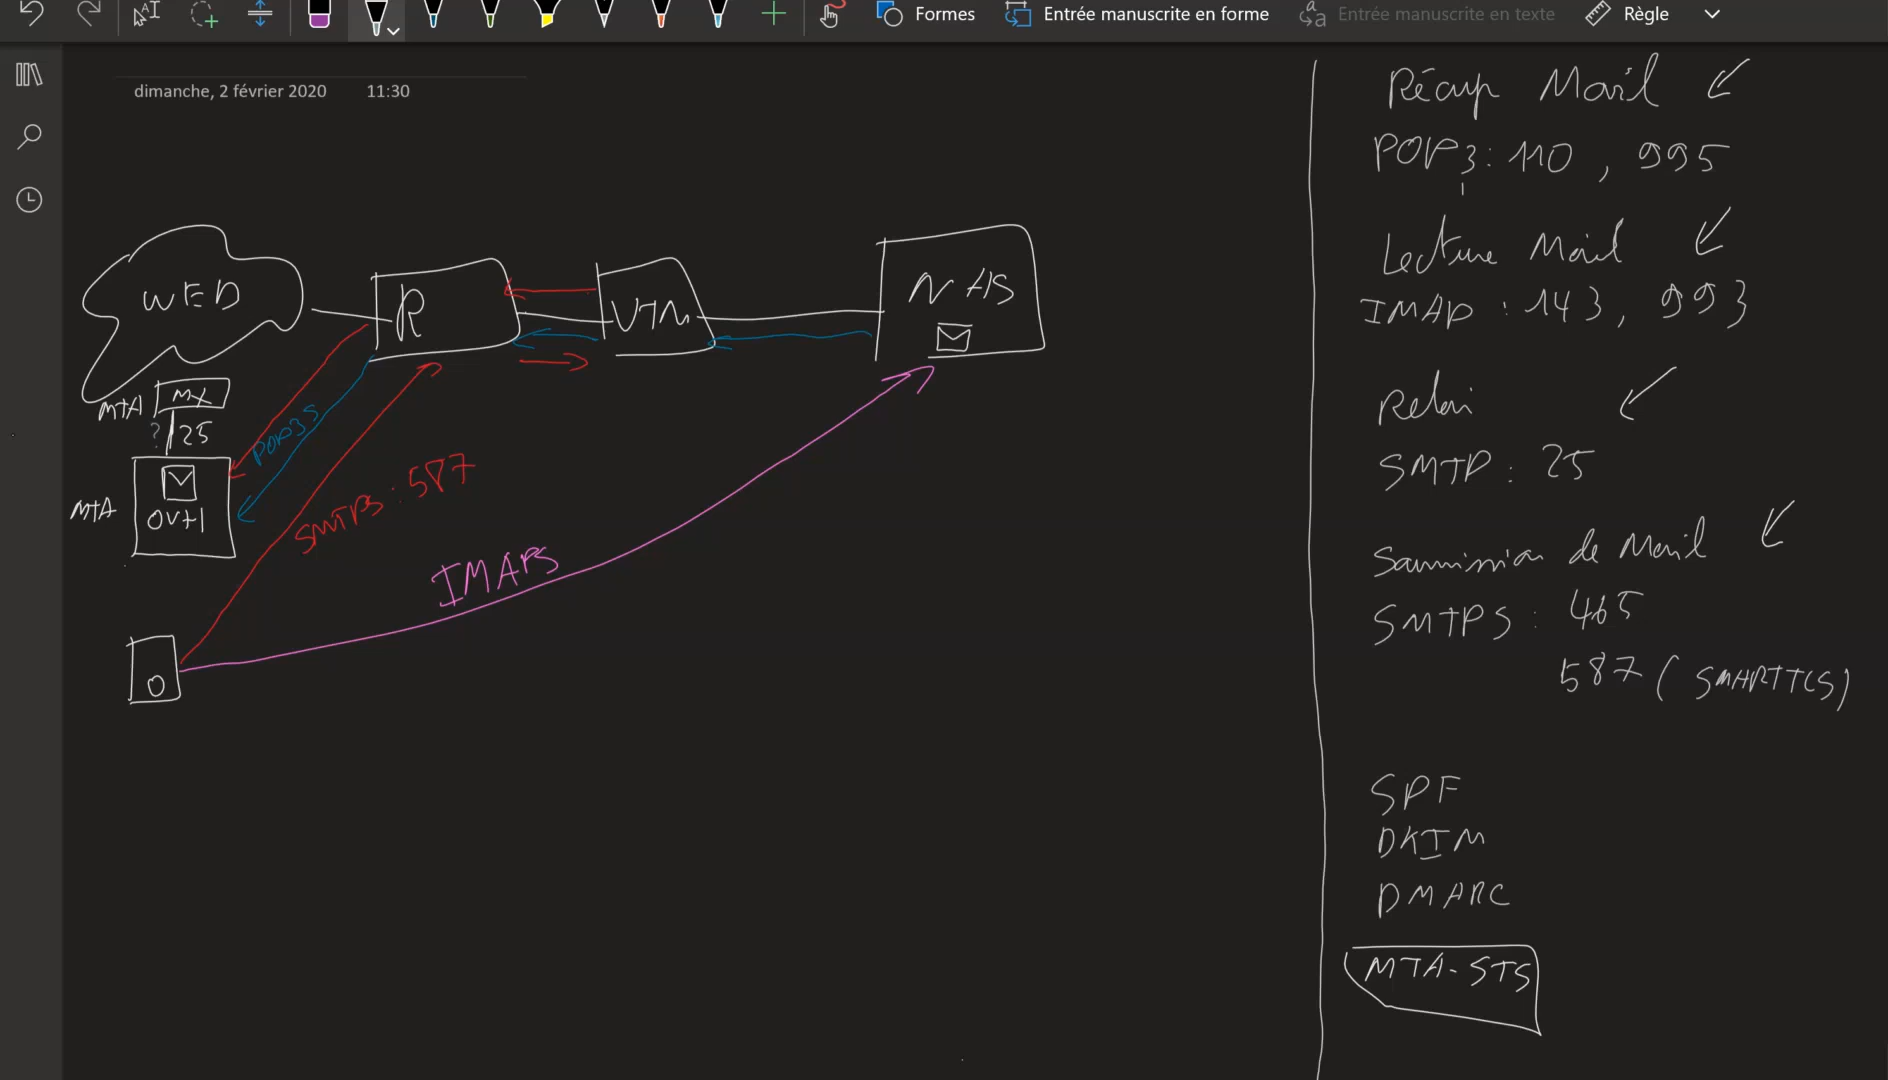 Formes
Entrée manuscrite en forme
Entrée manuscrite en texte
Règle
dimanche, 2 février 2020 11:30
WEB
R
UTM
NAS
MTA MX
? 25
MTA
OVH
POP3S
SMTPS : 587
IMAPS
O
Récup Mail
POP3 : 110 , 995
Lecture Mail
IMAP : 143, 993
Relai
SMTP : 25
Soumission de Mail
SMTPS : 465
587 (SMARTTLS)
SPF
DKIM
DMARC
MTA-STS